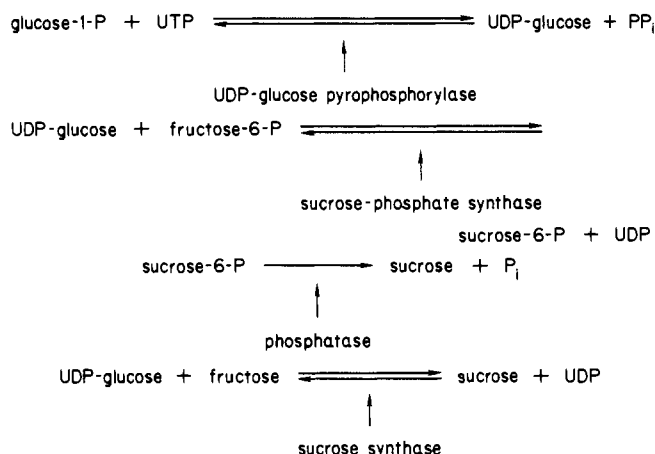 glucose-1-P + UTP ⇌ UDP-glucose + PPi
UDP-glucose pyrophosphorylase
UDP-glucose + fructose-6-P ⇌
sucrose-phosphate synthase
sucrose-6-P + UDP
sucrose-6-P → sucrose + Pi
phosphatase
UDP-glucose + fructose ⇌ sucrose + UDP
sucrose synthase